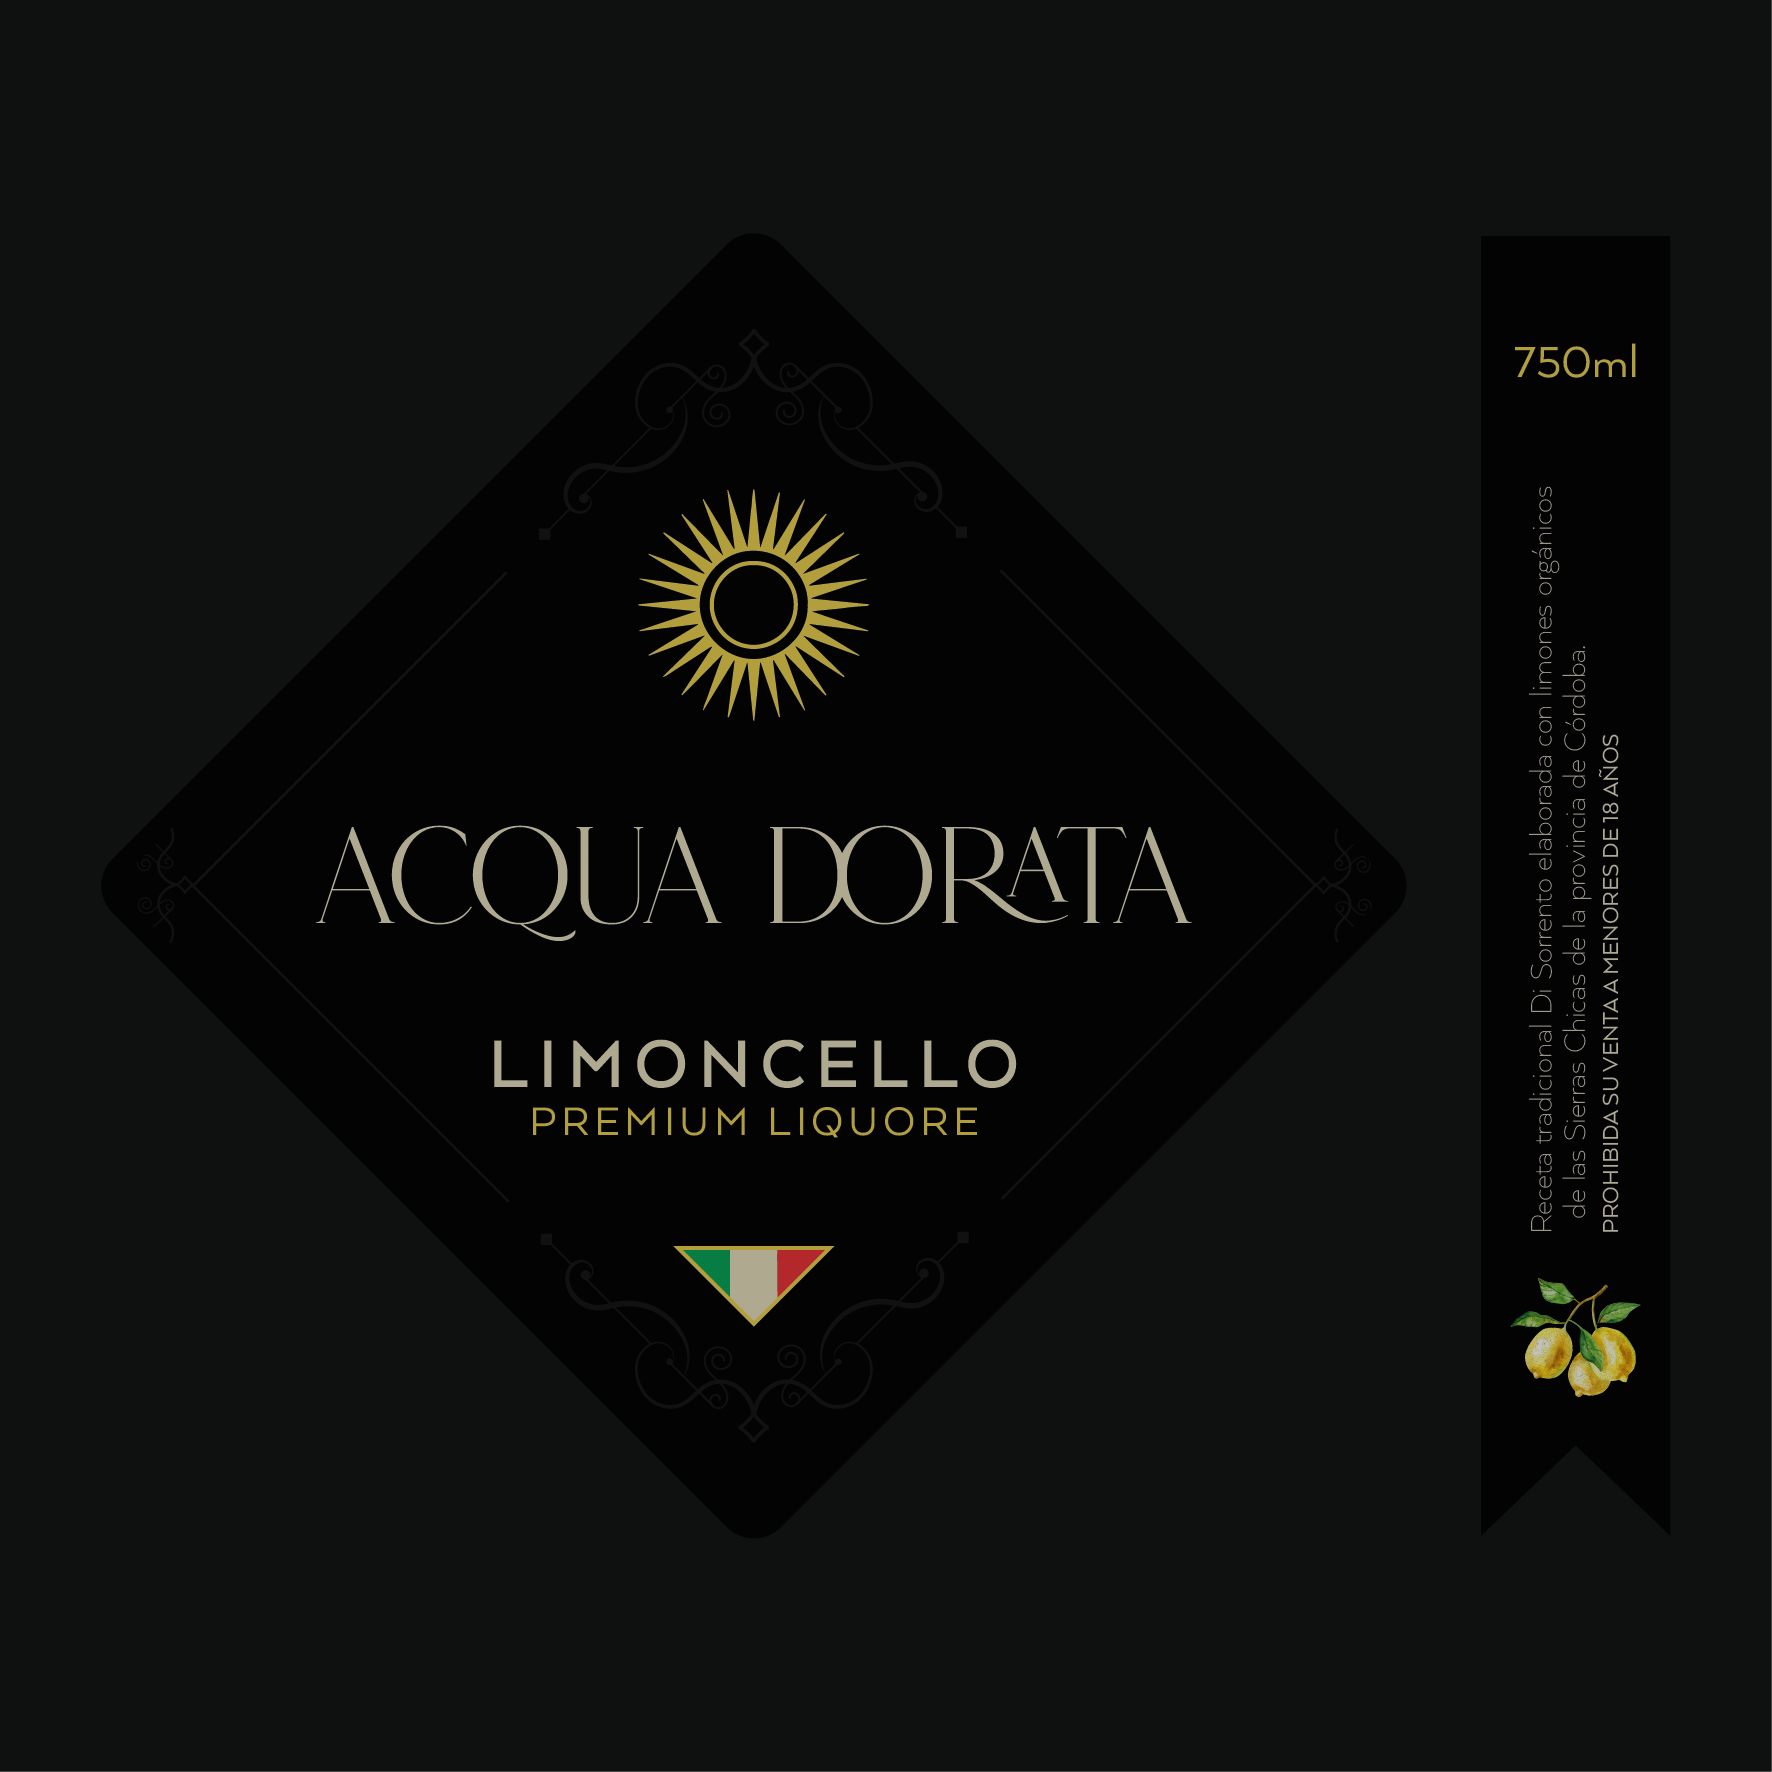 ACQUA DORATA
LIMONCELLO
PREMIUM LIQUORE
750ml
Receta tradicional Di Sorrento elaborada con limones orgánicos
de las Sierras Chicas de la provincia de Córdoba.
PROHIBIDA SU VENTA A MENORES DE 18 AÑOS